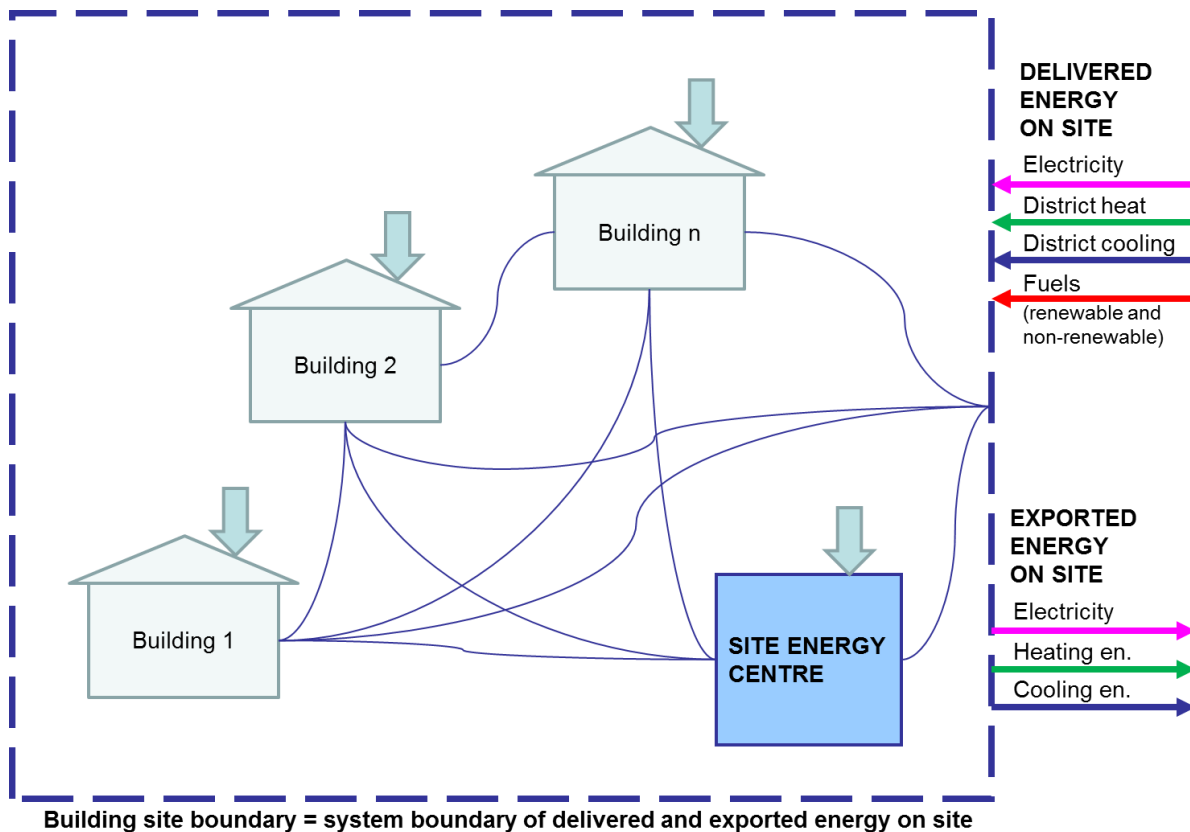 DELIVERED
ENERGY
ON SITE
Electricity
District heat
District cooling
Fuels
(renewable and
non-renewable)
Building n
Building 2
Building 1
SITE ENERGY
CENTRE
EXPORTED
ENERGY
ON SITE
Electricity
Heating en.
Cooling en.
Building site boundary = system boundary of delivered and exported energy on site